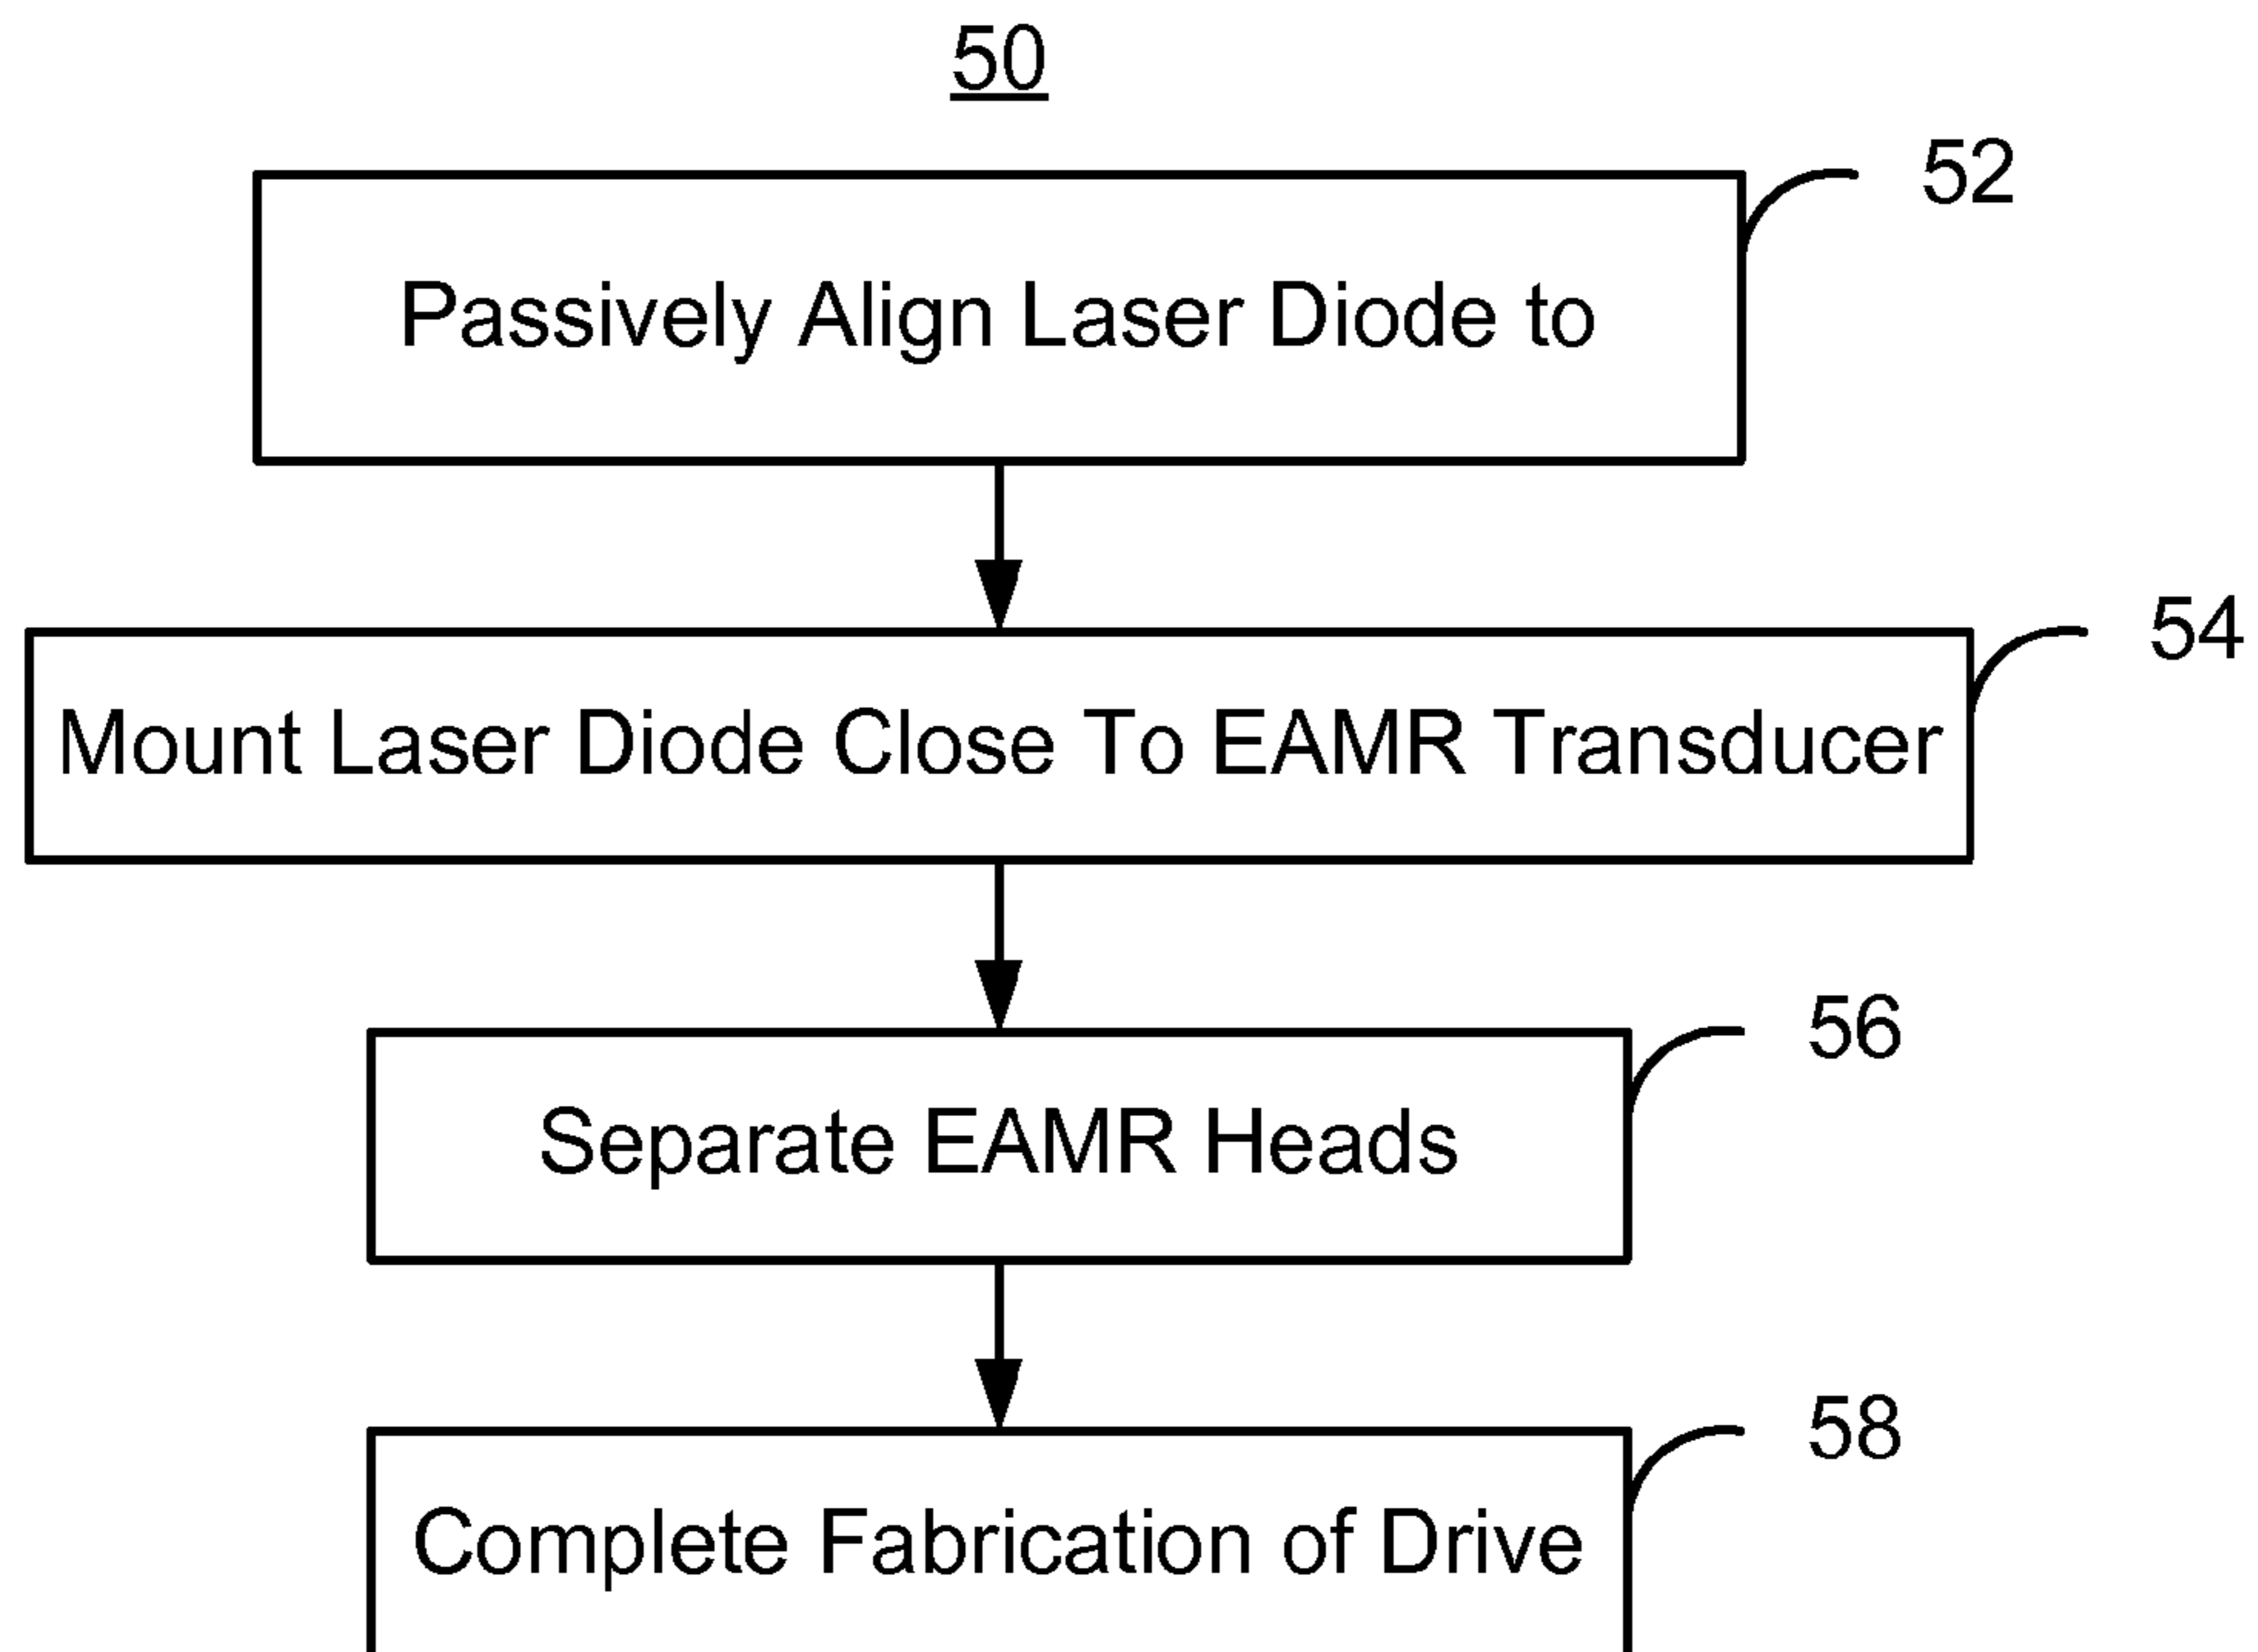 50
52
Passively Align Laser Diode to
54
Mount Laser Diode Close To EAMR Transducer
56
Separate EAMR Heads
58
Complete Fabrication of Drive